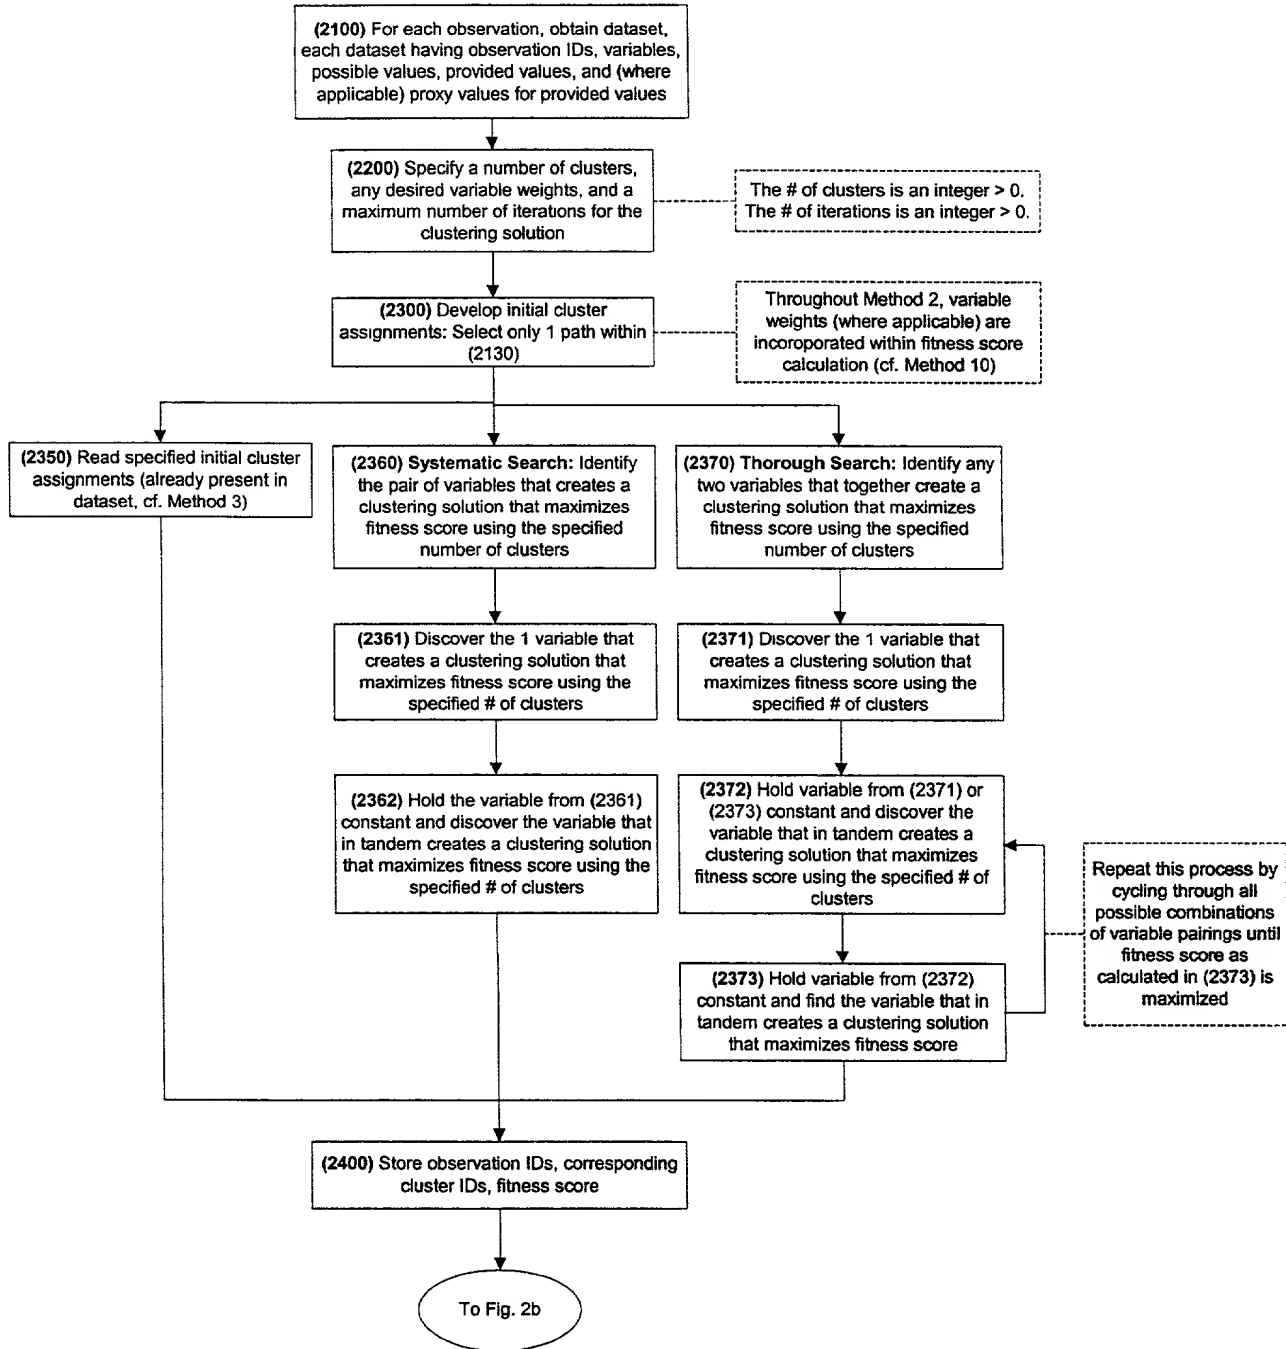 (2100) For each observation, obtain dataset,
each dataset having observation IDs, variables,
possible values, provided values, and (where
applicable) proxy values for provided values
(2200) Specify a number of clusters,
any desired variable weights, and a
maximum number of iterations for the
clustering solution
The # of clusters is an integer > 0.
The # of iterations is an integer > 0.
(2300) Develop initial cluster
assignments: Select only 1 path within
(2130)
Throughout Method 2, variable
weights (where applicable) are
incoroporated within fitness score
calculation (cf. Method 10)
(2350) Read specified initial cluster
assignments (already present in
dataset, cf. Method 3)
(2360) Systematic Search: Identify
the pair of variables that creates a
clustering solution that maximizes
fitness score using the specified
number of clusters
(2370) Thorough Search: Identify any
two variables that together create a
clustering solution that maximizes
fitness score using the specified
number of clusters
(2361) Discover the 1 variable that
creates a clustering solution that
maximizes fitness score using the
specified # of clusters
(2371) Discover the 1 variable that
creates a clustering solution that
maximizes fitness score using the
specified # of clusters
(2362) Hold the variable from (2361)
constant and discover the variable that
in tandem creates a clustering solution
that maximizes fitness score using the
specified # of clusters
(2372) Hold variable from (2371) or
(2373) constant and discover the
variable that in tandem creates a
clustering solution that maximizes
fitness score using the specified # of
clusters
Repeat this process by
cycling through all
possible combinations
of variable pairings until
fitness score as
calculated in (2373) is
maximized
(2373) Hold variable from (2372)
constant and find the variable that in
tandem creates a clustering solution
that maximizes fitness score
(2400) Store observation IDs, corresponding
cluster IDs, fitness score
To Fig. 2b